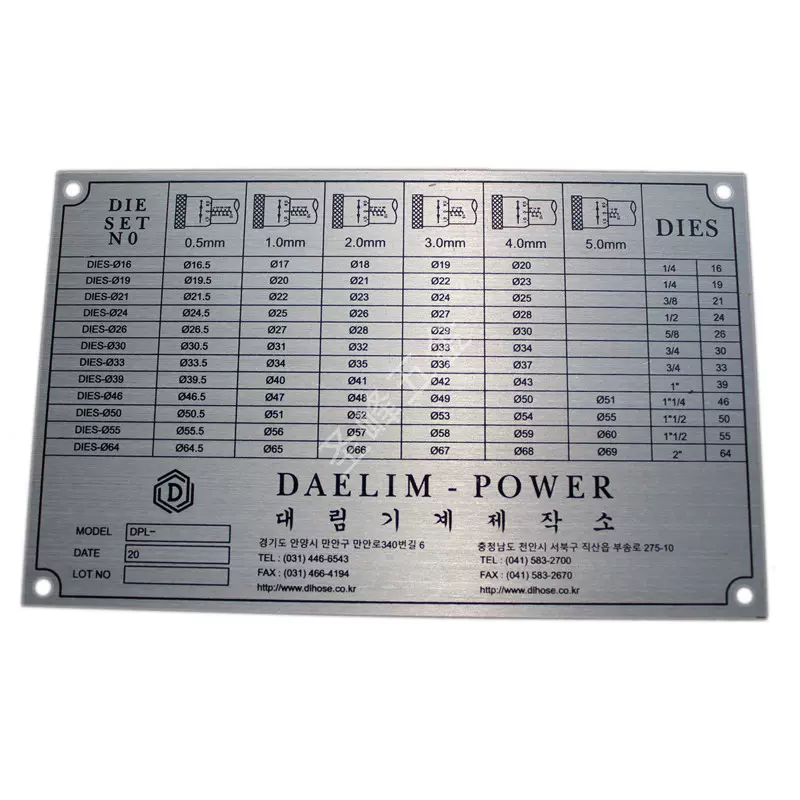 DIE SET N0 0.5mm 1.0mm 2.0mm 3.0mm 4.0mm 5.0mm DIES
DIES-Ø16 Ø16.5 Ø17 Ø18 Ø19 Ø20 1/4 16
DIES-Ø19 Ø19.5 Ø20 Ø21 Ø22 Ø23 1/4 19
DIES-Ø21 Ø21.5 Ø22 Ø23 Ø24 Ø25 3/8 21
DIES-Ø24 Ø24.5 Ø25 Ø26 Ø27 Ø28 1/2 24
DIES-Ø26 Ø26.5 Ø27 Ø28 Ø29 Ø30 5/8 26
DIES-Ø30 Ø30.5 Ø31 Ø32 Ø33 Ø34 3/4 30
DIES-Ø33 Ø33.5 Ø34 Ø35 Ø36 Ø37 3/4 33
DIES-Ø39 Ø39.5 Ø40 Ø41 Ø42 Ø43 1" 39
DIES-Ø46 Ø46.5 Ø47 Ø48 Ø49 Ø50 Ø51 1"1/4 46
DIES-Ø50 Ø50.5 Ø51 Ø52 Ø53 Ø54 Ø55 1"1/2 50
DIES-Ø55 Ø55.5 Ø56 Ø57 Ø58 Ø59 Ø60 1"1/2 55
DIES-Ø64 Ø64.5 Ø65 Ø66 Ø67 Ø68 Ø69 2" 64
D
DAELIM - POWER
대림기계제작소
MODEL DPL-
DATE 20
LOT NO
경기도 안양시 만안구 만안로340번길 6
TEL : (031) 446-6543
FAX : (031) 466-4194
http://www.dlhose.co.kr
충청남도 천안시 서북구 직산읍 부송로 275-10
TEL : (041) 583-2700
FAX : (041) 583-2670
http://www.dlhose.co.kr